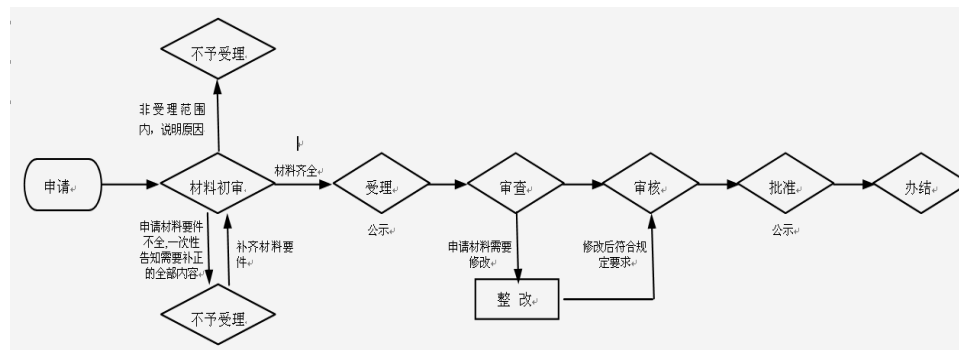 不予受理
非受理范围
内，说明原因
材料齐全
申请
材料初审
受理
审查
审核
批准
办结
公示
公示
申请材料要件
不全,一次性
告知需要补正
的全部内容
补齐材料要
件
申请材料需要
修改
修改后符合规
定要求
整 改
不予受理